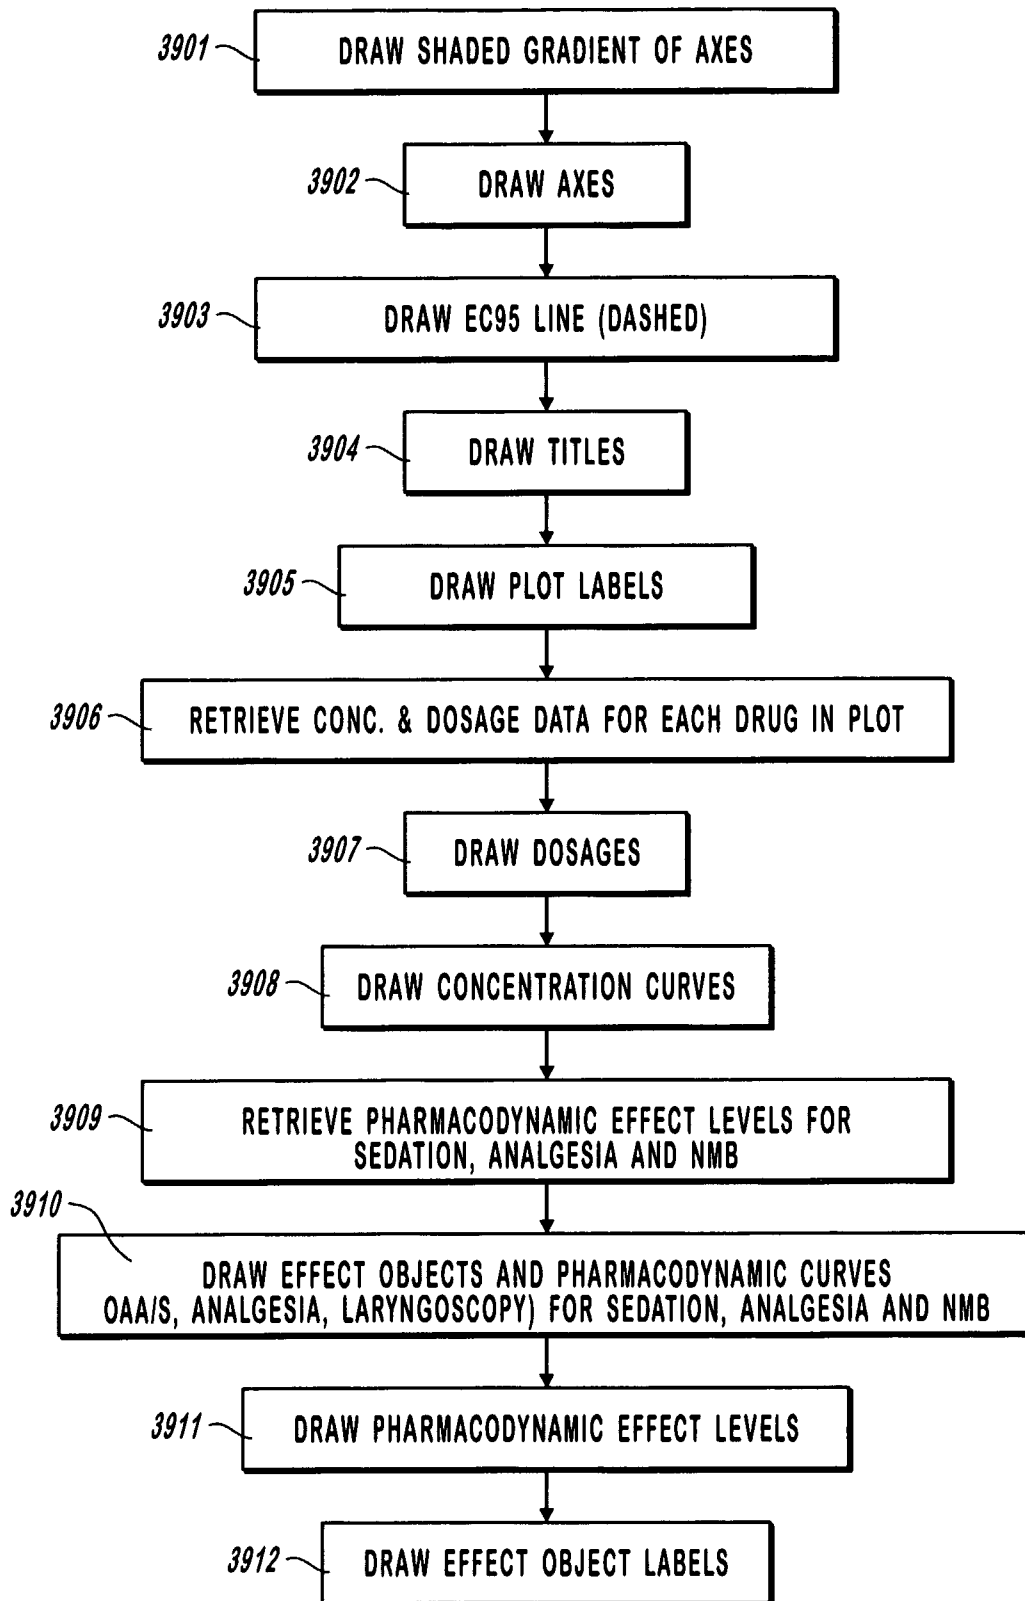 3901
DRAW SHADED GRADIENT OF AXES
3902
DRAW AXES
3903
DRAW EC95 LINE (DASHED)
3904
DRAW TITLES
3905
DRAW PLOT LABELS
3906
RETRIEVE CONC. & DOSAGE DATA FOR EACH DRUG IN PLOT
3907
DRAW DOSAGES
3908
DRAW CONCENTRATION CURVES
3909
RETRIEVE PHARMACODYNAMIC EFFECT LEVELS FOR
SEDATION, ANALGESIA AND NMB
3910
DRAW EFFECT OBJECTS AND PHARMACODYNAMIC CURVES
OAA/S, ANALGESIA, LARYNGOSCOPY) FOR SEDATION, ANALGESIA AND NMB
3911
DRAW PHARMACODYNAMIC EFFECT LEVELS
3912
DRAW EFFECT OBJECT LABELS